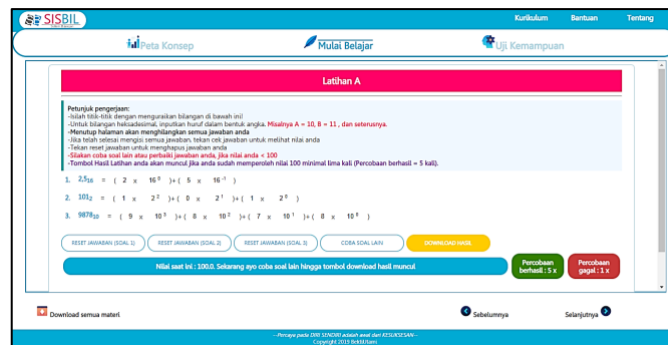 SISBIL
Kurikulum Bantuan Tentang
Peta Konsep Mulai Belajar Uji Kemampuan
Latihan A
Petunjuk pengerjaan:
-Isilah titik-titik dengan menguraikan bilangan di bawah ini!
-Untuk bilangan heksadesimal, inputkan huruf dalam bentuk angka. Misalnya A = 10, B = 11 , dan seterusnya.
-Menutup halaman akan menghilangkan semua jawaban anda
-Jika telah selesai mengisi semua jawaban, tekan cek jawaban untuk melihat nilai anda
-Tekan reset jawaban untuk menghapus jawaban anda
-Silakan coba soal lain atau perbaiki jawaban anda, jika nilai anda < 100
-Tombol Hasil Latihan anda akan muncul jika anda sudah memperoleh nilai 100 minimal lima kali (Percobaan berhasil = 5 kali).
1. 2,5₁₆ = ( 2 x 16⁰ )+( 5 x 16⁻¹ )
2. 101₂ = ( 1 x 2² )+( 0 x 2¹ )+( 1 x 2⁰ )
3. 9878₁₀ = ( 9 x 10³ )+( 8 x 10² )+( 7 x 10¹ )+( 8 x 10⁰ )
RESET JAWABAN (SOAL 1) RESET JAWABAN (SOAL 2) RESET JAWABAN (SOAL 3) COBA SOAL LAIN DOWNLOAD HASIL
Nilai saat ini : 100.0. Sekarang ayo coba soal lain hingga tombol download hasil muncul
Percobaan berhasil : 5 x
Percobaan gagal : 1 x
Download semua materi Sebelumnya Selanjutnya
--Percaya pada DIRI SENDIRI adalah awal dari KESUKSESAN--
Copyright 2019 BekBiUtami